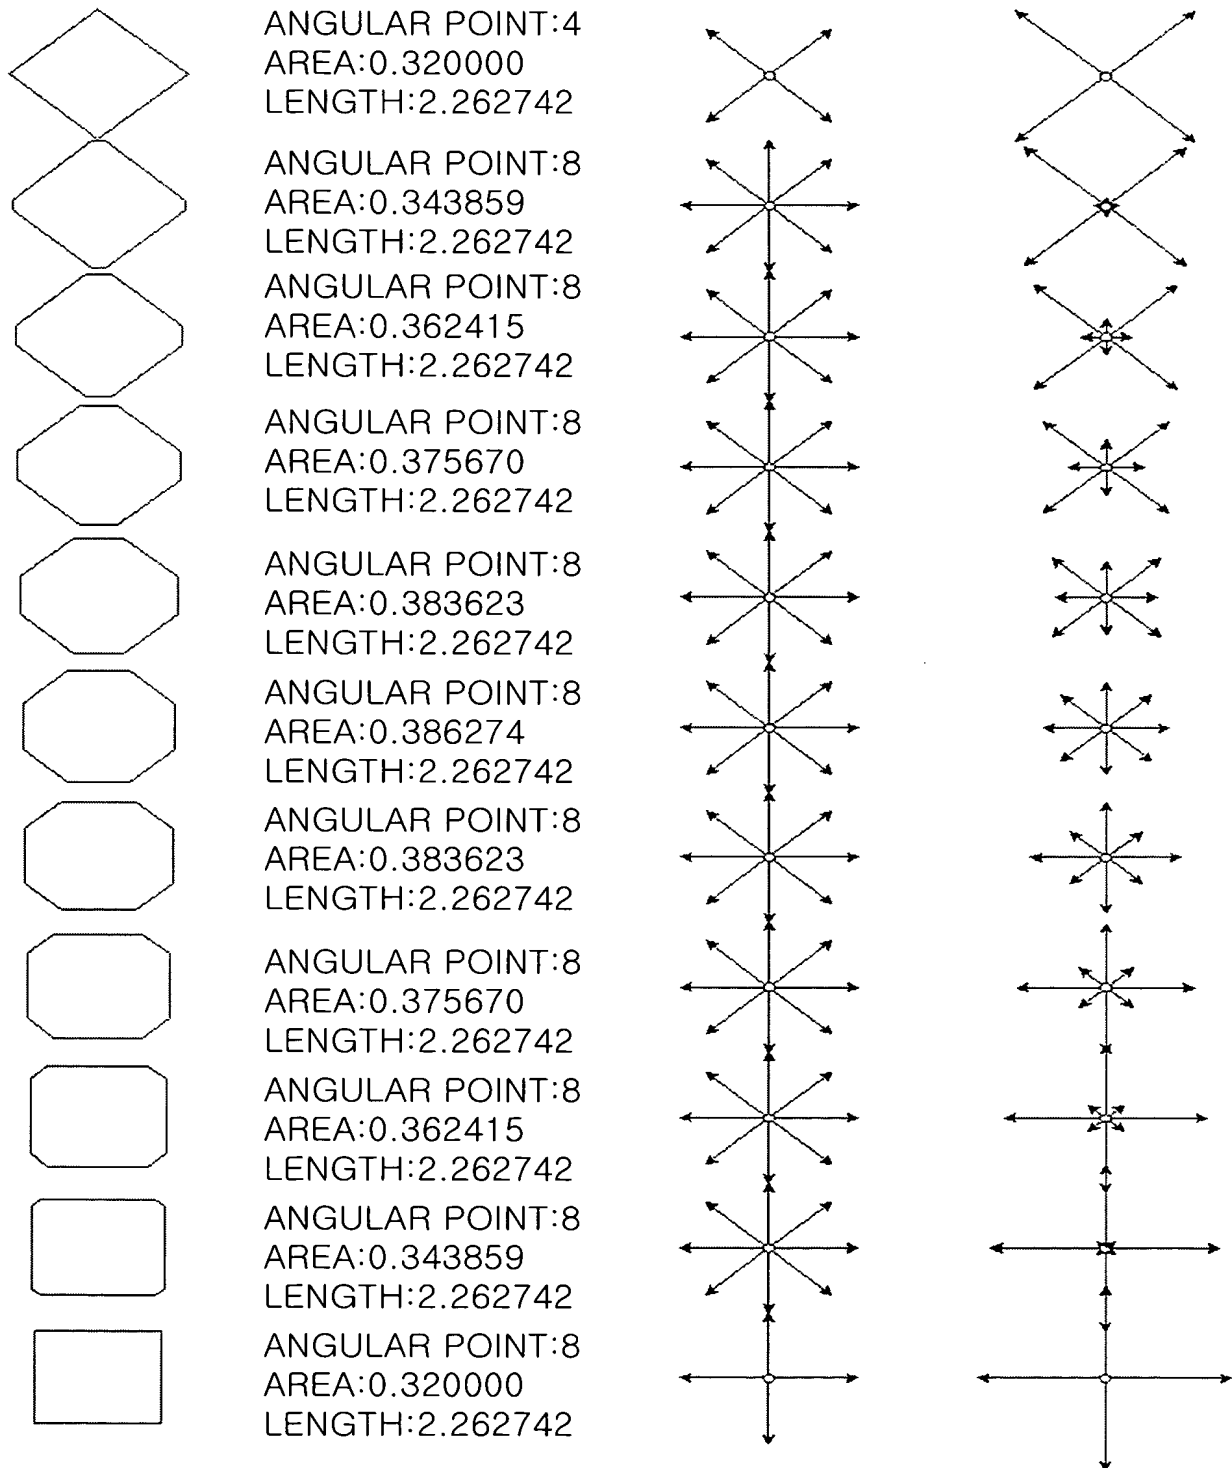 ANGULAR POINT:4
AREA:0.320000
LENGTH:2.262742
ANGULAR POINT:8
AREA:0.343859
LENGTH:2.262742
ANGULAR POINT:8
AREA:0.362415
LENGTH:2.262742
ANGULAR POINT:8
AREA:0.375670
LENGTH:2.262742
ANGULAR POINT:8
AREA:0.383623
LENGTH:2.262742
ANGULAR POINT:8
AREA:0.386274
LENGTH:2.262742
ANGULAR POINT:8
AREA:0.383623
LENGTH:2.262742
ANGULAR POINT:8
AREA:0.375670
LENGTH:2.262742
ANGULAR POINT:8
AREA:0.362415
LENGTH:2.262742
ANGULAR POINT:8
AREA:0.343859
LENGTH:2.262742
ANGULAR POINT:8
AREA:0.320000
LENGTH:2.262742